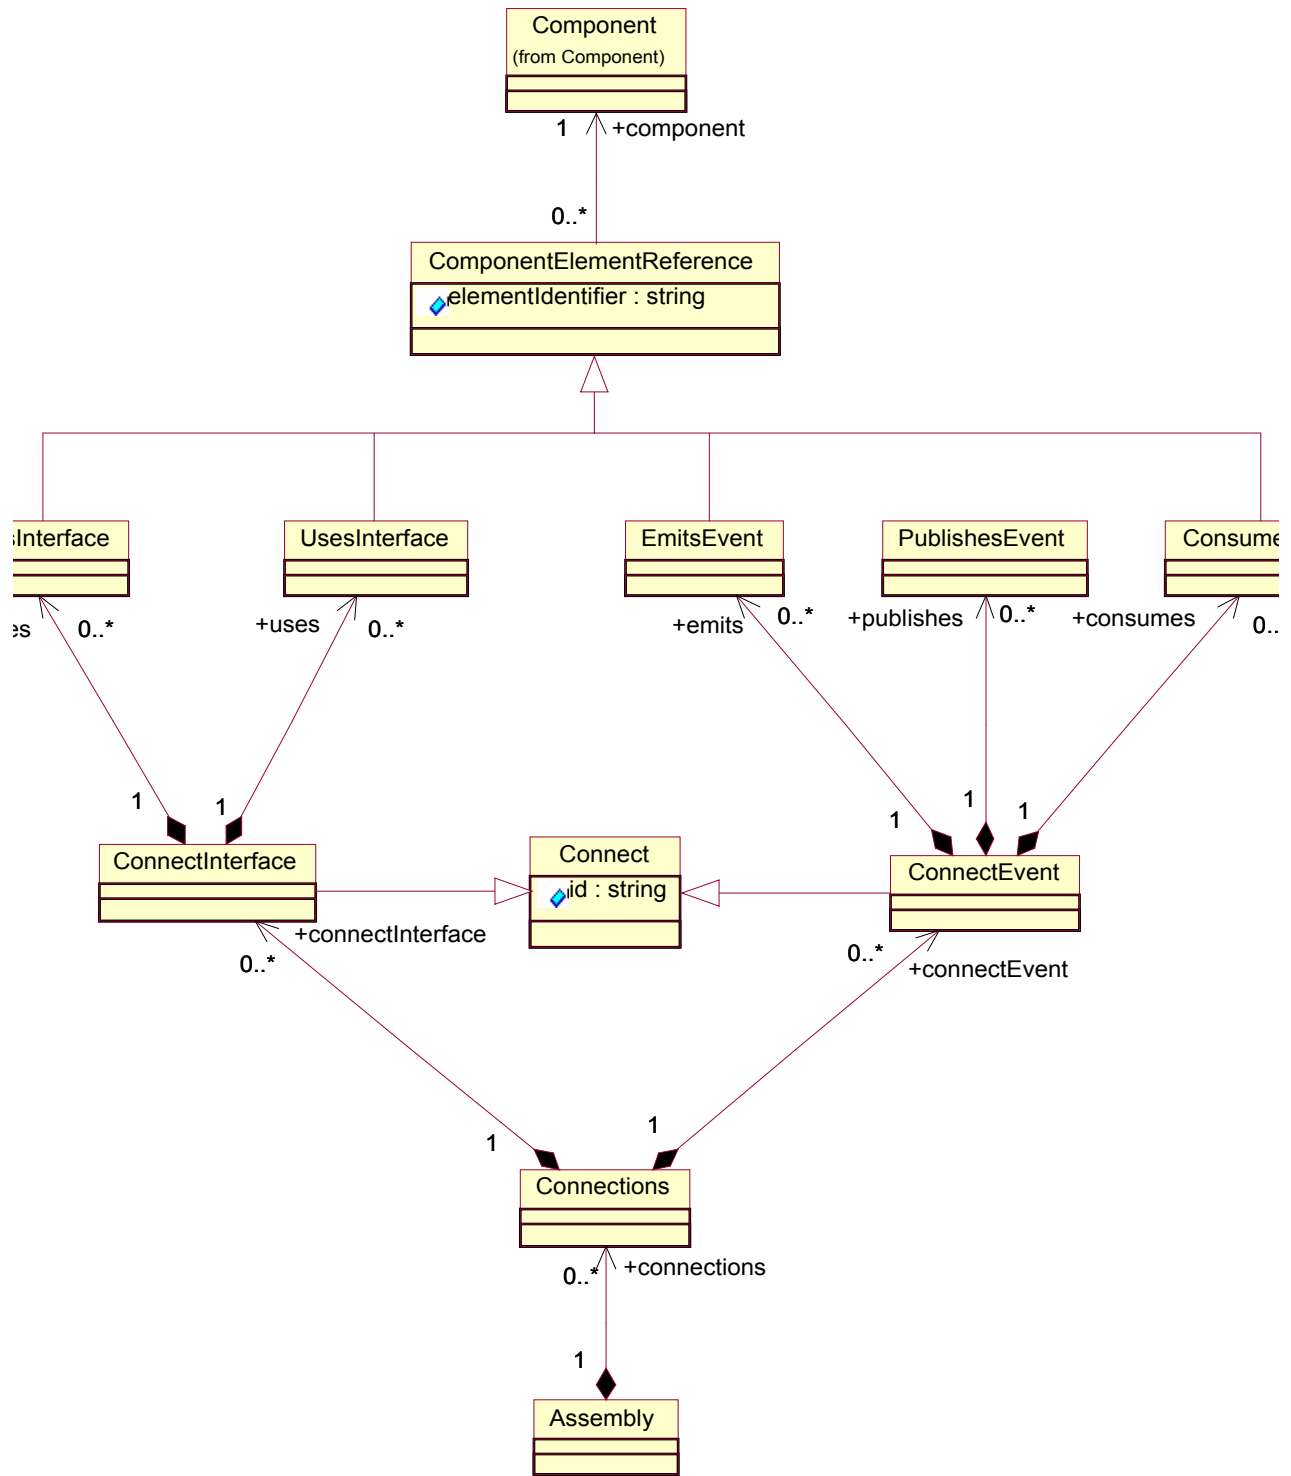 Component
(from Component)
1
+component
0..*
ComponentElementReference
elementIdentifier : string
sInterface
UsesInterface
EmitsEvent
PublishesEvent
Consume
es
0..*
+uses
0..*
+emits
0..*
+publishes
0..*
+consumes
0..
1
1
1
1
1
ConnectInterface
Connect
id : string
ConnectEvent
+connectInterface
0..*
0..*
+connectEvent
1
1
Connections
0..*
+connections
1
Assembly